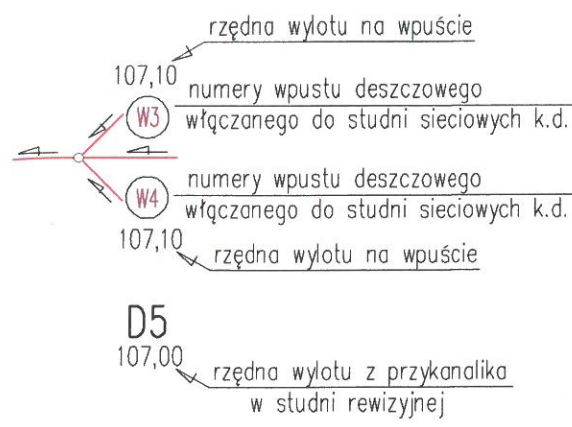 rzędna wylotu na wpuście
107,10
numery wpustu deszczowego
W3
włączanego do studni sieciowych k.d.
numery wpustu deszczowego
W4
włączanego do studni sieciowych k.d.
107,10
rzędna wylotu na wpuście
D5
107,00
rzędna wylotu z przykanalika
w studni rewizyjnej